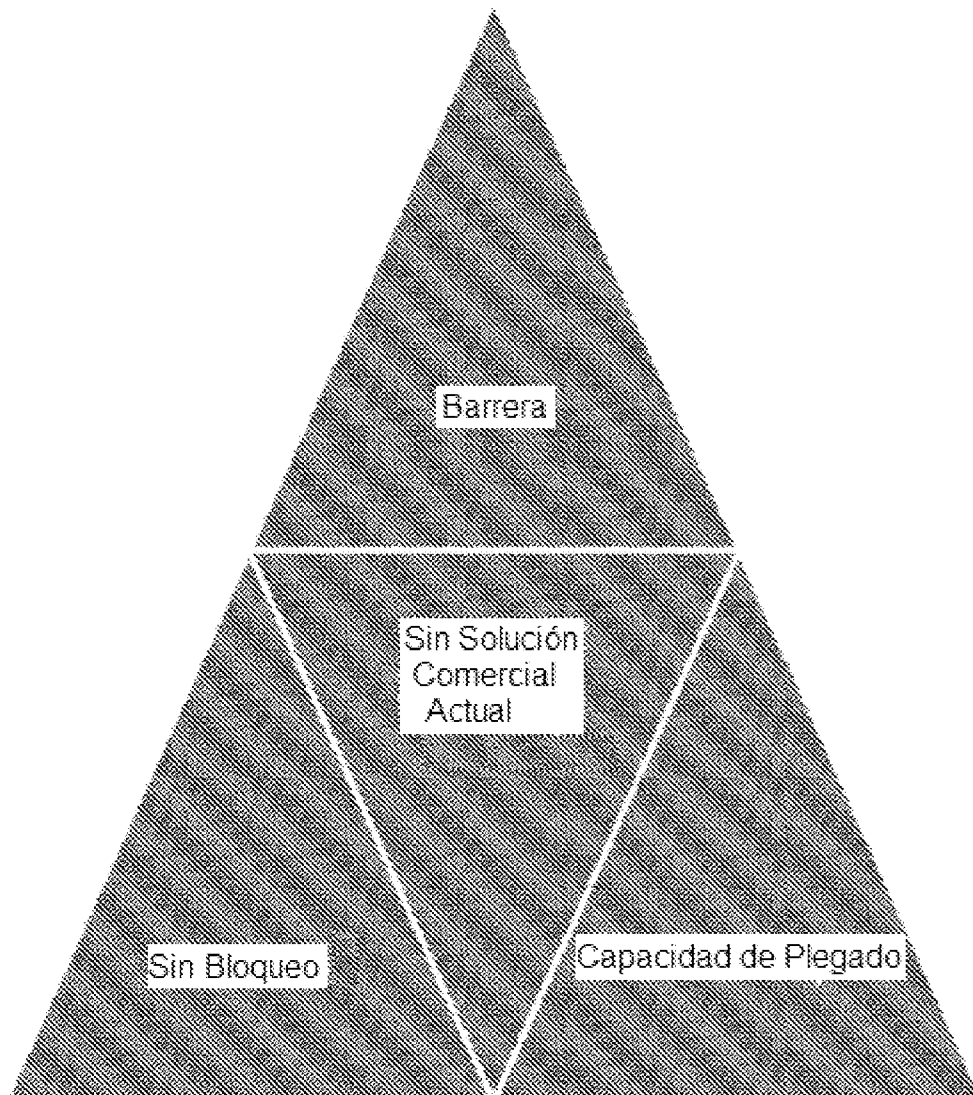 Barrera
Sin Solución
Comercial
Actual
Sin Bloqueo
Capacidad de Plegado